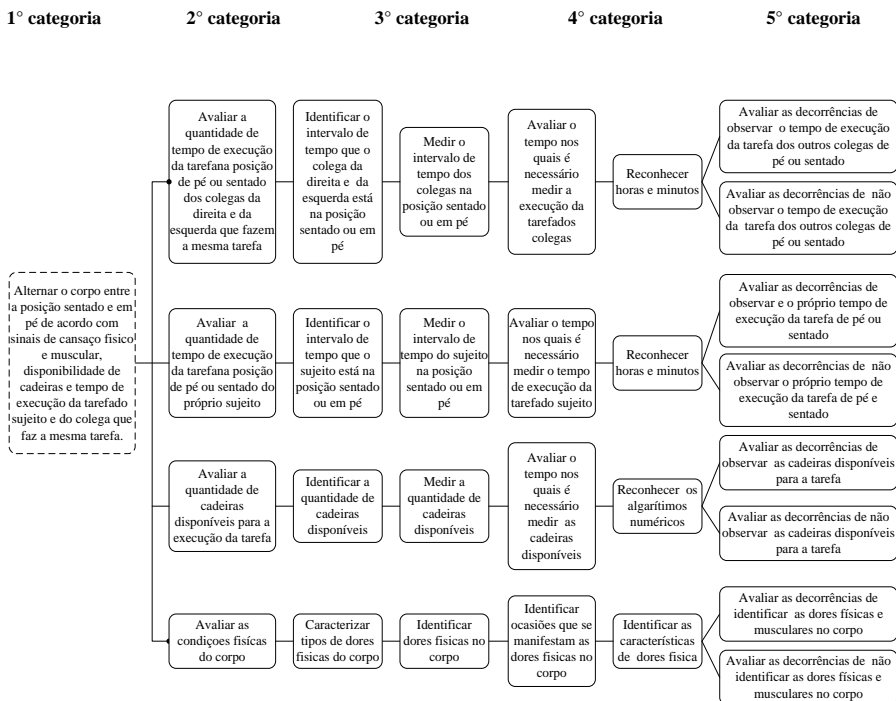 1° categoria
2° categoria
3° categoria
4° categoria
5° categoria
Alternar o corpo entre
a posição sentado e em
pé de acordo com
sinais de cansaço fisico
e muscular,
disponibilidade de
cadeiras e tempo de
execução da tarefado
sujeito e do colega que
faz a mesma tarefa.
Avaliar a
quantidade de
tempo de execução
da tarefana posição
de pé ou sentado
dos colegas da
direita e da
esquerda que fazem
a mesma tarefa
Identificar o
intervalo de
tempo que o
colega da
direita e da
esquerda está
na posição
sentado ou em
pé
Medir o
intervalo de
tempo dos
colegas na
posição sentado
ou em pé
Avaliar o
tempo nos
quais é
necessário
medir a
execução da
tarefados
colegas
Reconhecer
horas e minutos
Avaliar as decorrências de
observar o tempo de execução
da tarefa dos outros colegas de
pé ou sentado
Avaliar as decorrências de não
observar o tempo de execução
da tarefa dos outros colegas de
pé ou sentado
Avaliar a
quantidade de
tempo de execução
da tarefana posição
de pé ou sentado do
próprio sujeito
Identificar o
intervalo de
tempo que o
sujeito está na
posição sentado
ou em pé
Medir o
intervalo de
tempo do sujeito
na posição
sentado ou em
pé
Avaliar o tempo
nos quais é
necessário
medir o tempo
de execução da
tarefado sujeito
Reconhecer
horas e minutos
Avaliar as decorrências de
observar e o próprio tempo de
execução da tarefa de pé ou
sentado
Avaliar as decorrências de não
observar o próprio tempo de
execução da tarefa de pé e
sentado
Avaliar a
quantidade de
cadeiras
disponíveis para a
execução da tarefa
Identificar a
quantidade de
cadeiras
disponíveis
Medir a
quantidade de
cadeiras
disponíveis
Avaliar o
tempo nos
quais é
necessário
medir as
cadeiras
disponíveis
Reconhecer os
algarítimos
numéricos
Avaliar as decorrências de
observar as cadeiras disponíveis
para a tarefa
Avaliar as decorrências de não
observar as cadeiras disponíveis
para a tarefa
Avaliar as
condiçoes fisícas
do corpo
Caracterizar
tipos de dores
fisicas do corpo
Identificar
dores fisicas no
corpo
Identificar
ocasiões que se
manifestam as
dores fisicas no
corpo
Identificar as
características
de dores fisica
Avaliar as decorrências de
identificar as dores físicas e
musculares no corpo
Avaliar as decorrências de não
identificar as dores físicas e
musculares no corpo